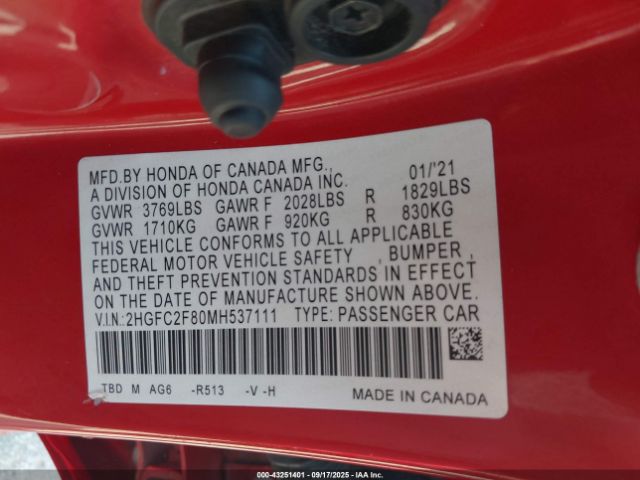 MFD.BY HONDA OF CANADA MFG., 01/'21
A DIVISION OF HONDA CANADA INC.
GVWR 3769LBS GAWR F 2028LBS R 1829LBS
GVWR 1710KG GAWR F 920KG R 830KG
THIS VEHICLE CONFORMS TO ALL APPLICABLE
FEDERAL MOTOR VEHICLE SAFETY , BUMPER ,
AND THEFT PREVENTION STANDARDS IN EFFECT
ON THE DATE OF MANUFACTURE SHOWN ABOVE.
V.I.N.:2HGFC2F80MH537111 TYPE: PASSENGER CAR
TBD M AG6 -R513 -V -H
MADE IN CANADA
000-43251401 - 09/17/2025 - IAA Inc.